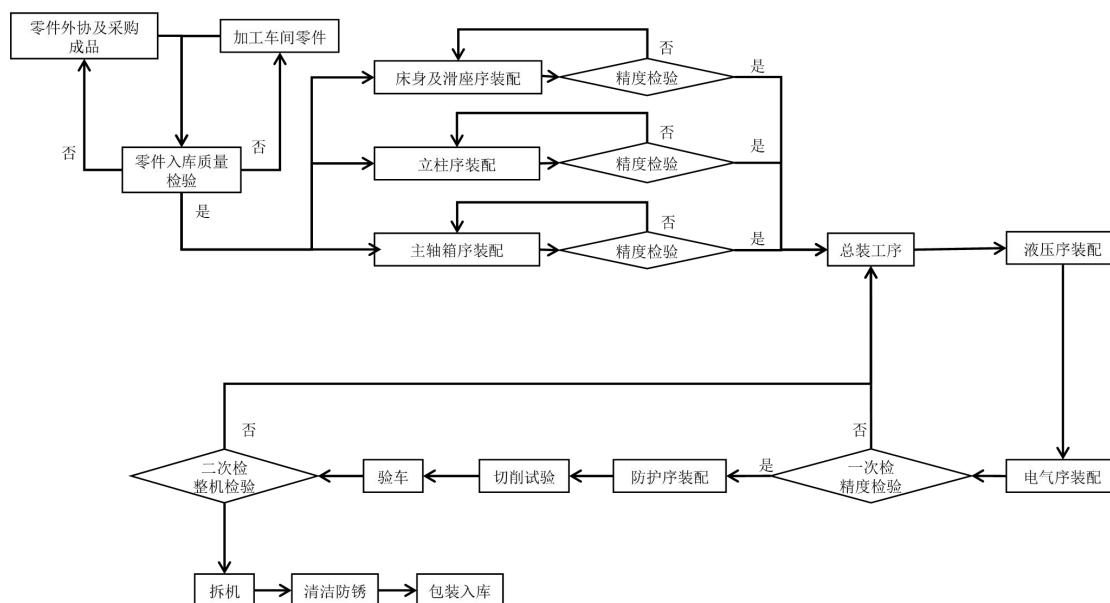 零件外协及采购
成品
加工车间零件
否
否
零件入库质量
检验
是
否
床身及滑座序装配
精度检验
是
否
立柱序装配
精度检验
是
否
主轴箱序装配
精度检验
是
总装工序
液压序装配
否
否
二次检
整机检验
验车
切削试验
防护序装配
是
一次检
精度检验
电气序装配
拆机
清洁防锈
包装入库